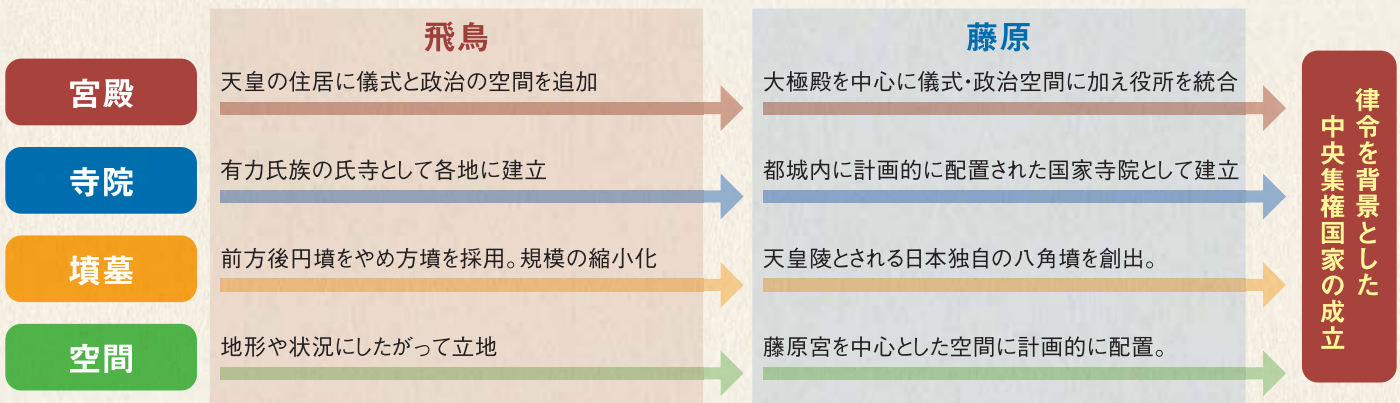 飛鳥
藤原
宮殿
天皇の住居に儀式と政治の空間を追加
大極殿を中心に儀式・政治空間に加え役所を統合
寺院
有力氏族の氏寺として各地に建立
都城内に計画的に配置された国家寺院として建立
墳墓
前方後円墳をやめ方墳を採用。規模の縮小化
天皇陵とされる日本独自の八角墳を創出。
空間
地形や状況にしたがって立地
藤原宮を中心とした空間に計画的に配置。
律令を背景とした
中央集権国家の成立